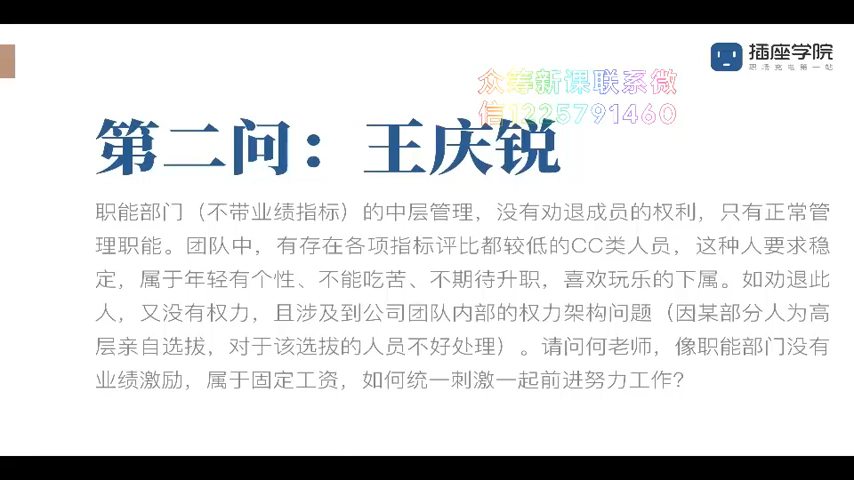 插座学院
职场充电第一站
众筹新课联系微
信1225791460
第二问：王庆锐
职能部门（不带业绩指标）的中层管理，没有劝退成员的权利，只有正常管
理职能。团队中，有存在各项指标评比都较低的CC类人员，这种人要求稳
定，属于年轻有个性、不能吃苦、不期待升职，喜欢玩乐的下属。如劝退此
人，又没有权力，且涉及到公司团队内部的权力架构问题（因某部分人为高
层亲自选拔，对于该选拔的人员不好处理）。请问何老师，像职能部门没有
业绩激励，属于固定工资，如何统一刺激一起前进努力工作？